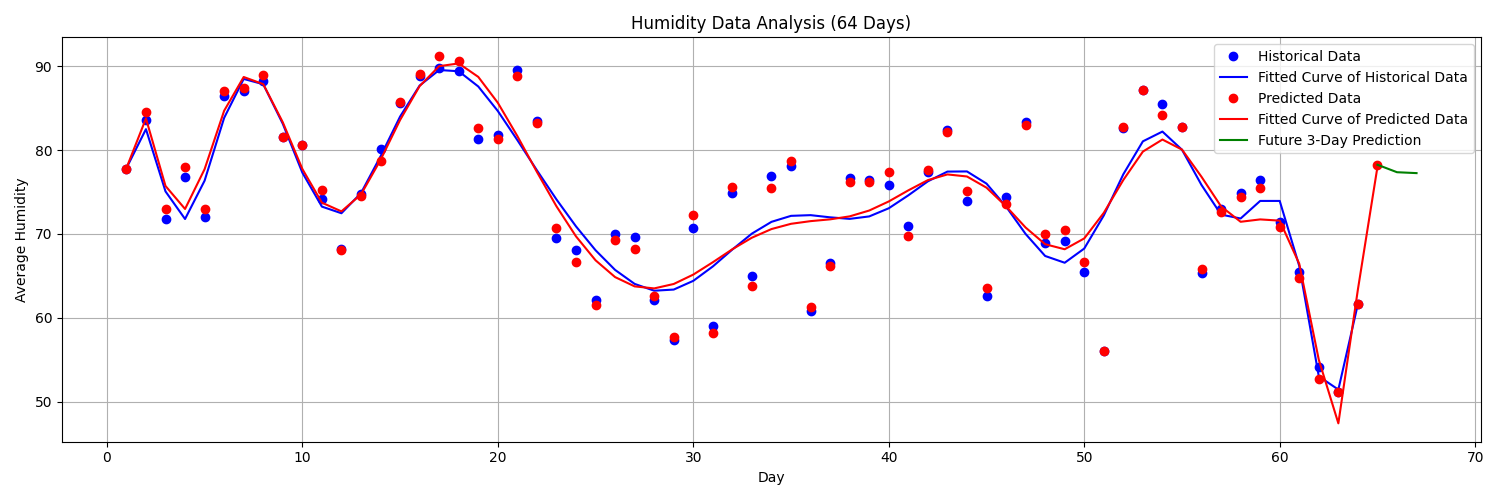 Humidity Data Analysis (64 Days)
Historical Data
Fitted Curve of Historical Data
Predicted Data
Fitted Curve of Predicted Data
Future 3-Day Prediction
Average Humidity
90
80
70
60
50
0 10 20 30 40 50 60 70
Day